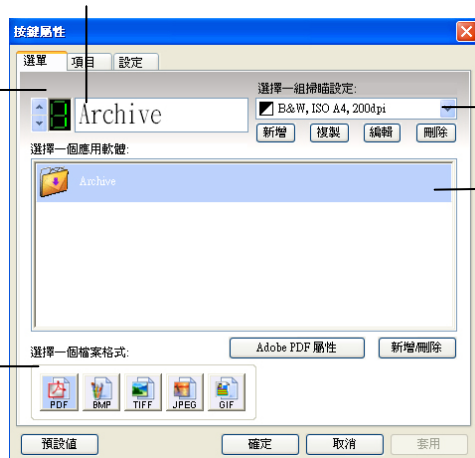 按鍵屬性
選單 項目 設定
選擇一組掃瞄設定:
3 Archive
B&W, ISO A4, 200dpi
新增 複製 編輯 刪除
選擇一個應用軟體:
Archive
選擇一個檔案格式:
Adobe PDF 屬性 新增/刪除
PDF BMP TIFF JPEG GIF
預設值 確定 取消 套用